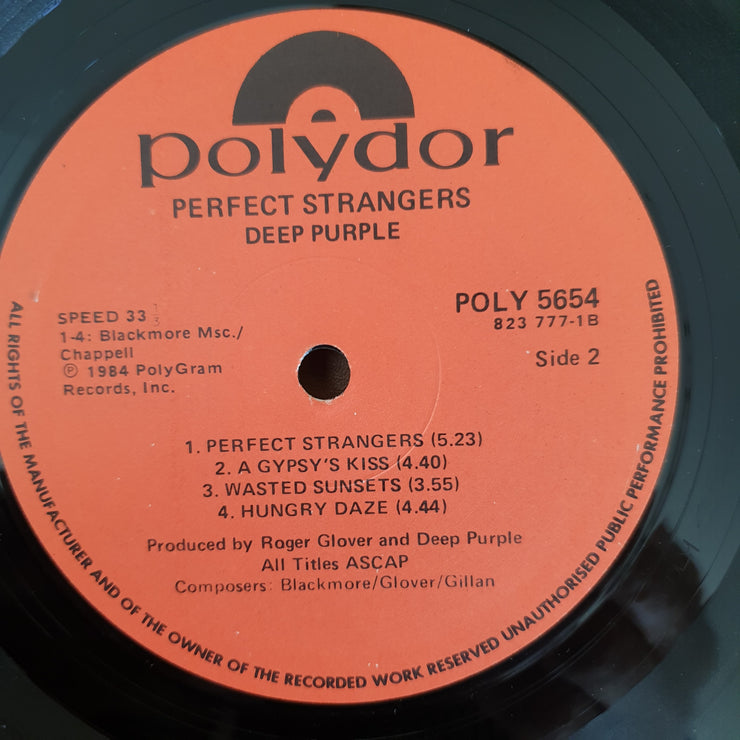 polydor
PERFECT STRANGERS
DEEP PURPLE
SPEED 33 1/3
1-4: Blackmore Msc./
Chappell
℗ 1984 PolyGram
Records, Inc.
POLY 5654
823 777-1B
Side 2
1. PERFECT STRANGERS (5.23)
2. A GYPSY'S KISS (4.40)
3. WASTED SUNSETS (3.55)
4. HUNGRY DAZE (4.44)
Produced by Roger Glover and Deep Purple
All Titles ASCAP
Composers: Blackmore/Glover/Gillan
ALL RIGHTS OF THE MANUFACTURER AND OF THE OWNER OF THE RECORDED WORK RESERVED UNAUTHORISED PUBLIC PERFORMANCE PROHIBITED